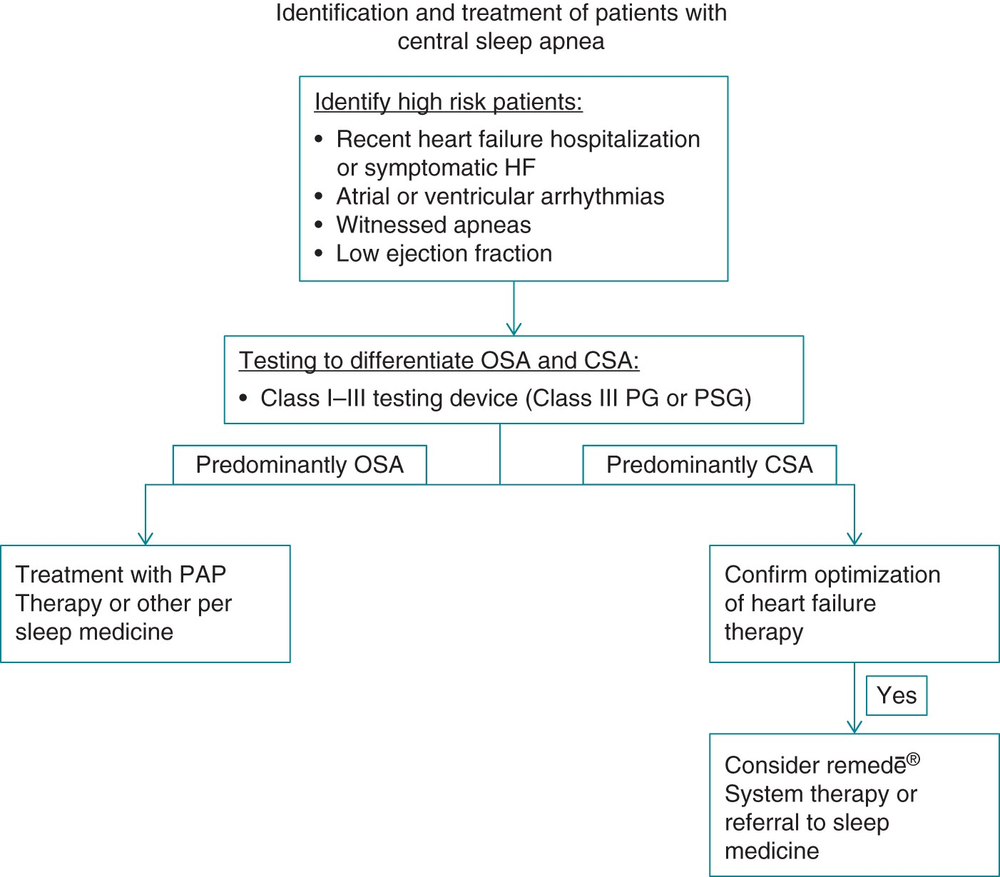 Identification and treatment of patients with
central sleep apnea
Identify high risk patients:
• Recent heart failure hospitalization
or symptomatic HF
• Atrial or ventricular arrhythmias
• Witnessed apneas
• Low ejection fraction
Testing to differentiate OSA and CSA:
• Class I–III testing device (Class III PG or PSG)
Predominantly OSA
Predominantly CSA
Treatment with PAP
Therapy or other per
sleep medicine
Confirm optimization
of heart failure
therapy
Yes
Consider remedē®
System therapy or
referral to sleep
medicine